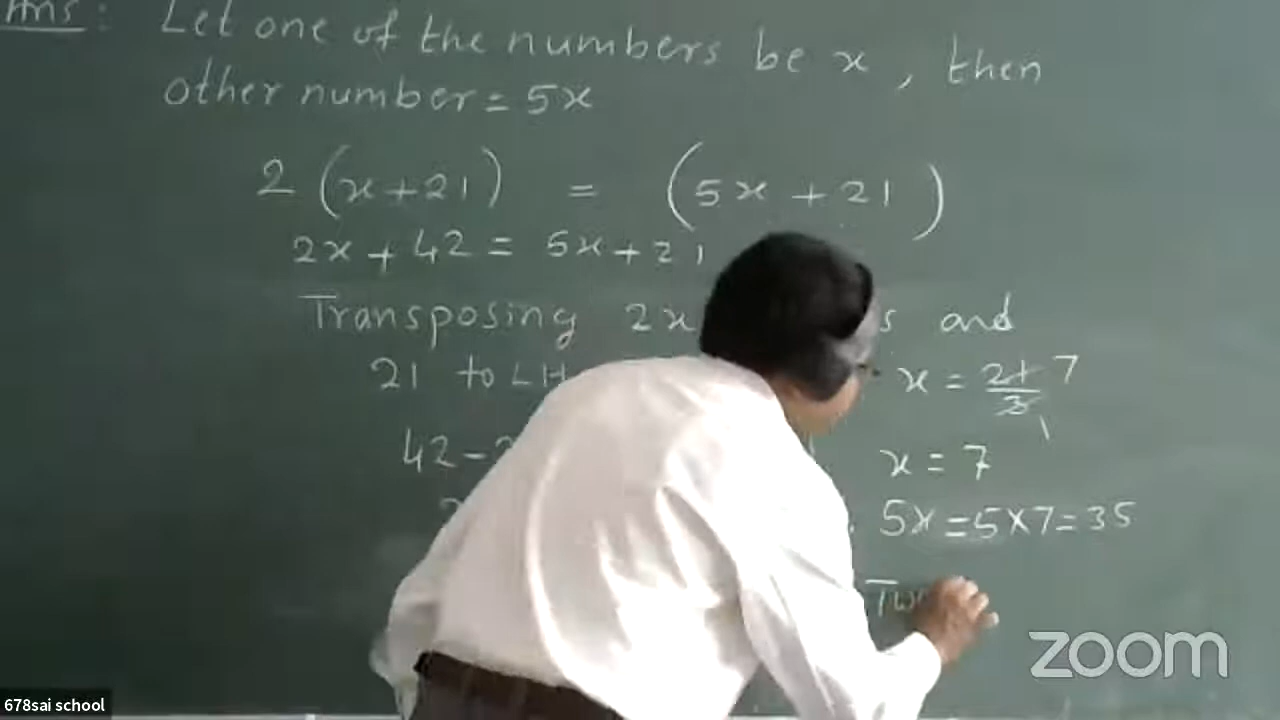 Ans: Let one of the numbers be x, then
other number = 5x
2 (x+21) = (5x + 21)
2x + 42 = 5x + 21
Transposing 2x and
21 to LH
x = 21/3 7
1
42 -
x = 7
5x = 5x7 = 35
zoom
678sai school